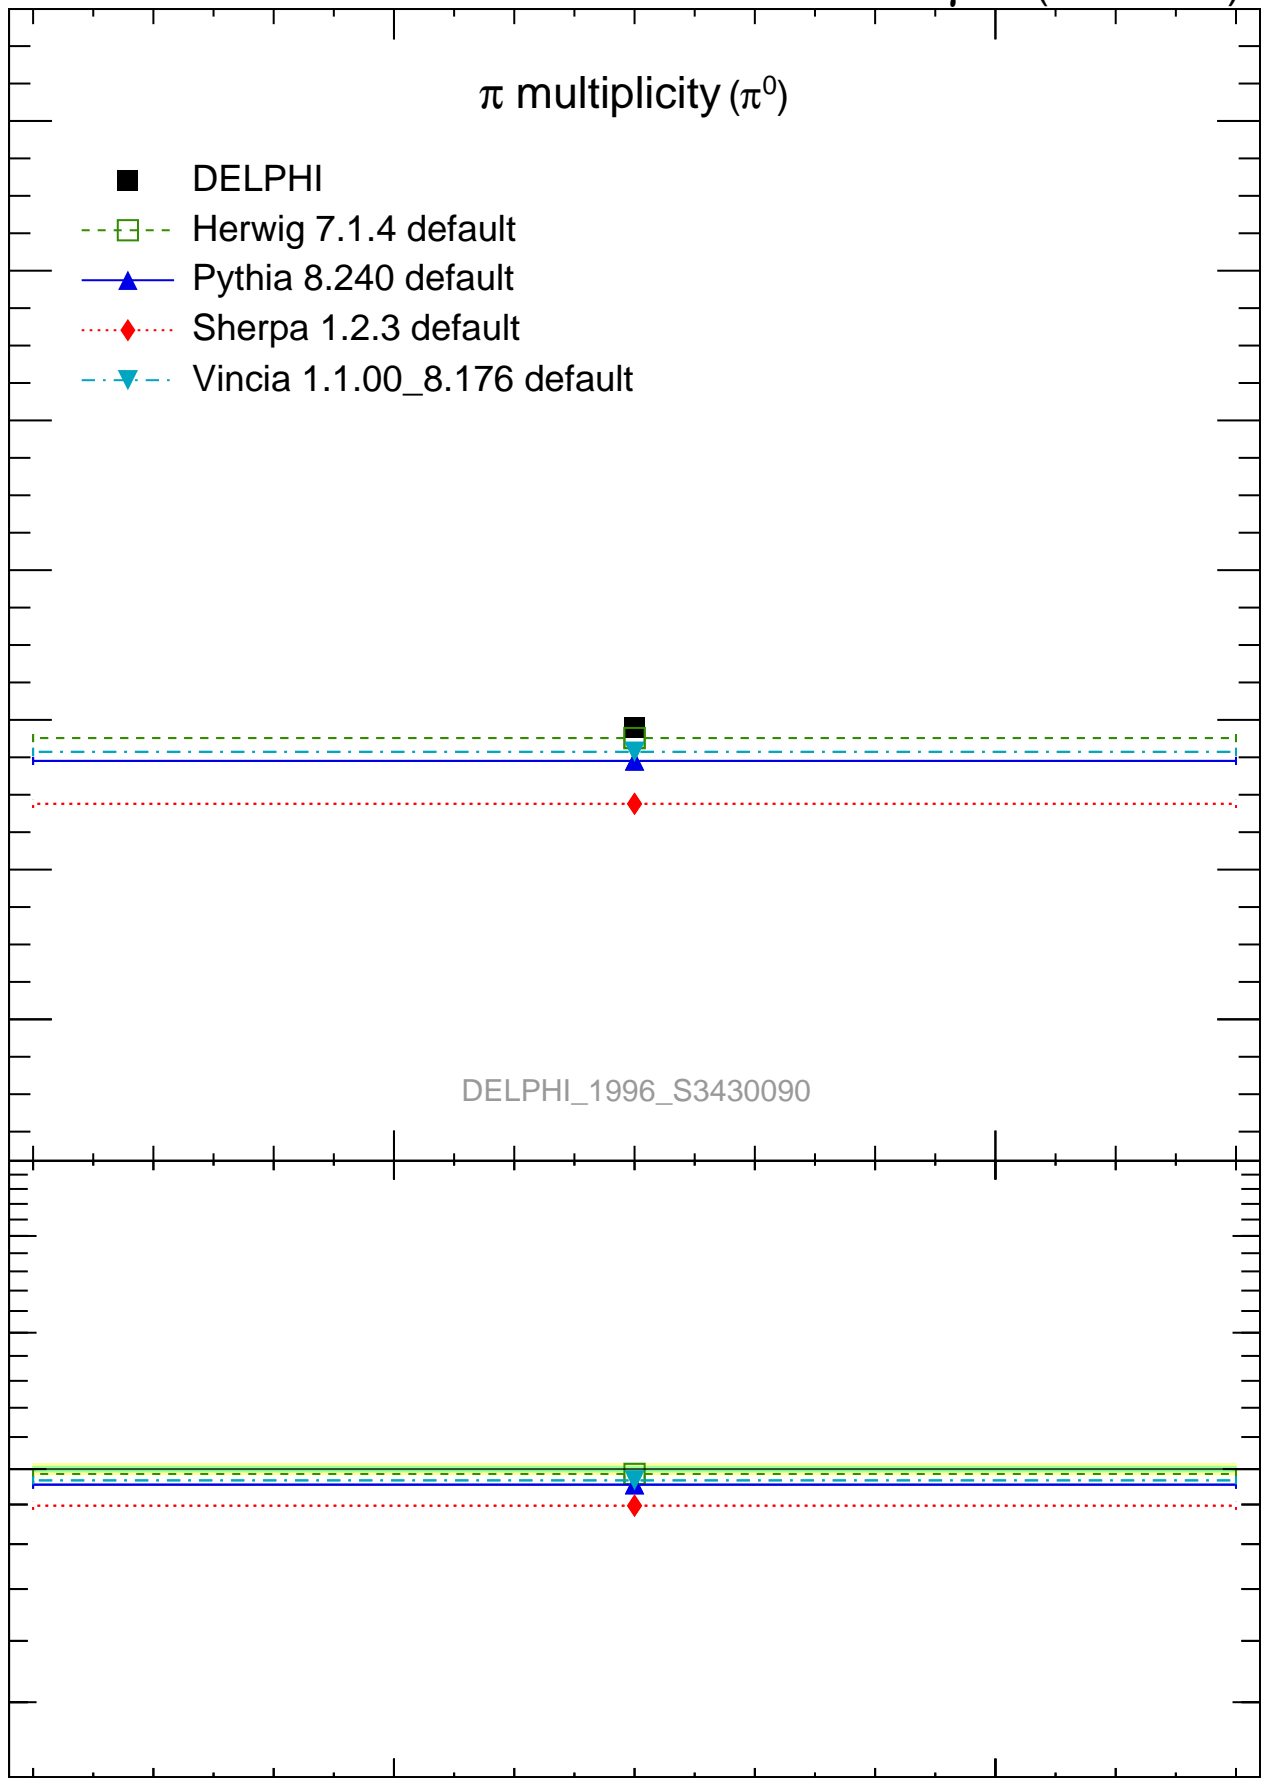 π multiplicity (π⁰)
DELPHI
Herwig 7.1.4 default
Pythia 8.240 default
Sherpa 1.2.3 default
Vincia 1.1.00_8.176 default
DELPHI_1996_S3430090